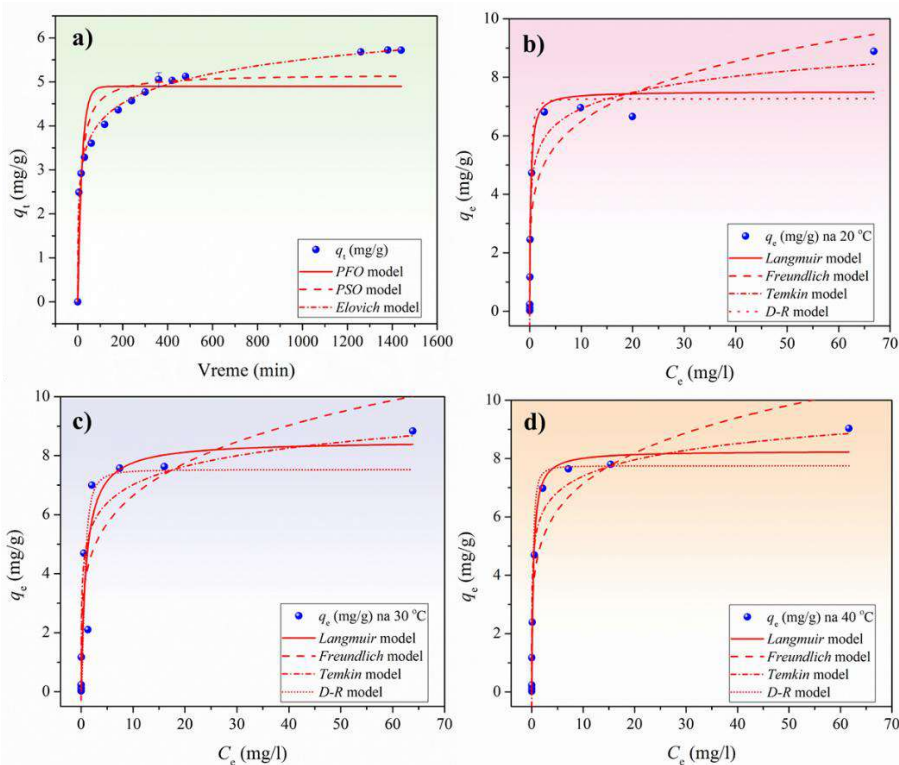 a)
6
5
4
3
2
1
0
q_t (mg/g)
q_t (mg/g)
PFO model
PSO model
Elovich model
0 200 400 600 800 1000 1200 1400 1600
Vreme (min)
b)
10
8
6
4
2
0
q_e (mg/g)
q_e (mg/g) na 20 °C
Langmuir model
Freundlich model
Temkin model
D-R model
0 10 20 30 40 50 60 70
C_e (mg/l)
c)
10
8
6
4
2
0
q_e (mg/g)
q_e (mg/g) na 30 °C
Langmuir model
Freundlich model
Temkin model
D-R model
0 10 20 30 40 50 60 70
C_e (mg/l)
d)
10
8
6
4
2
0
q_e (mg/g)
q_e (mg/g) na 40 °C
Langmuir model
Freundlich model
Temkin model
D-R model
0 10 20 30 40 50 60 70
C_e (mg/l)